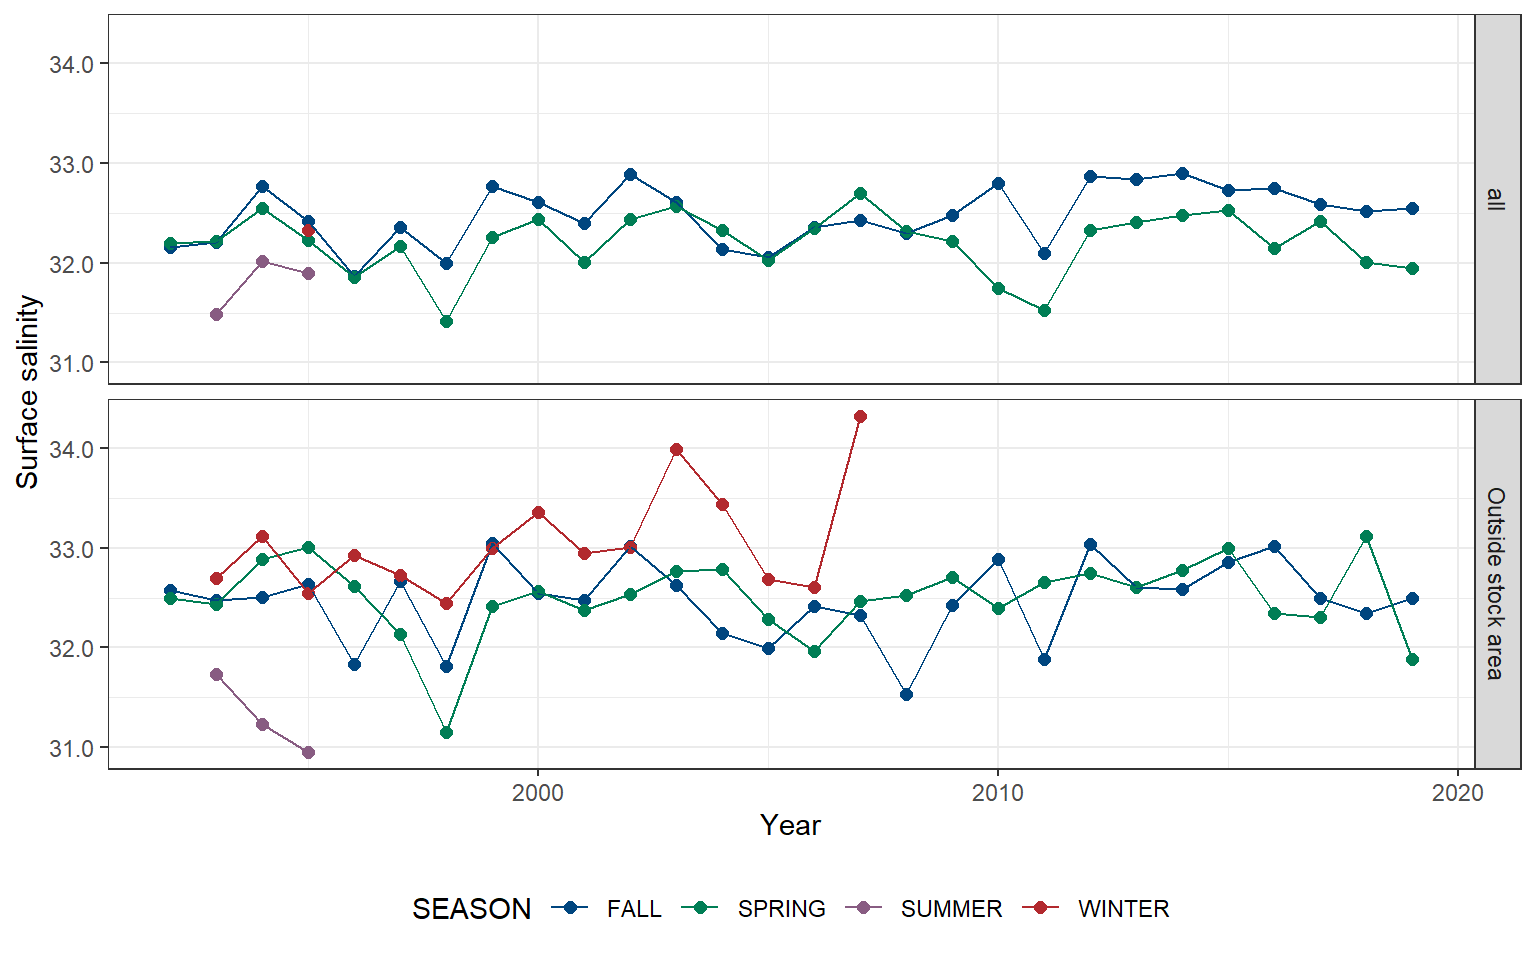 34.0
33.0
32.0
31.0
all
34.0
33.0
32.0
31.0
Outside stock area
Surface salinity
2000 2010 2020
Year
SEASON FALL SPRING SUMMER WINTER